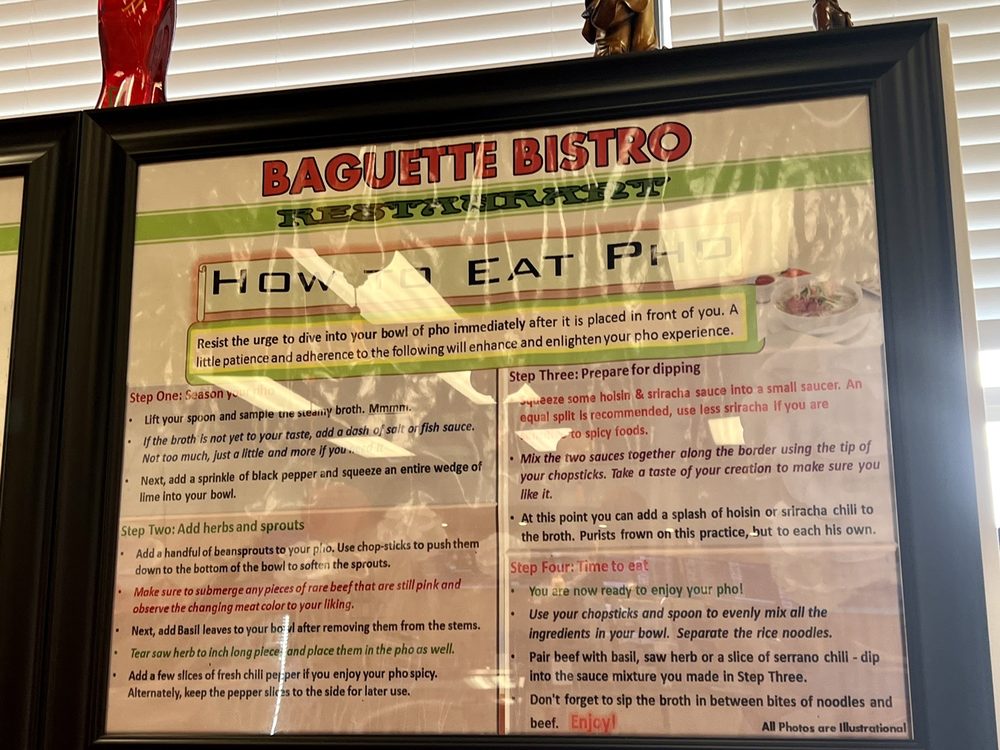 BAGUETTE BISTRO
RESTAURANT
HOW TO EAT PHO
Resist the urge to dive into your bowl of pho immediately after it is placed in front of you. A
little patience and adherence to the following will enhance and enlighten your pho experience.
Step One: Season your pho
• Lift your spoon and sample the steamy broth. Mmmm.
• If the broth is not yet to your taste, add a dash of salt or fish sauce.
Not too much, just a little and more if you
• Next, add a sprinkle of black pepper and squeeze an entire wedge of
lime into your bowl.
Step Two: Add herbs and sprouts
• Add a handful of beansprouts to your pho. Use chop-sticks to push them
down to the bottom of the bowl to soften the sprouts.
• Make sure to submerge any pieces of rare beef that are still pink and
observe the changing meat color to your liking.
• Next, add Basil leaves to your bowl after removing them from the stems.
• Tear saw herb to inch long pieces and place them in the pho as well.
• Add a few slices of fresh chili pepper if you enjoy your pho spicy.
Alternately, keep the pepper slices to the side for later use.
Step Three: Prepare for dipping
Squeeze some hoisin & sriracha sauce into a small saucer. An
equal split is recommended, use less sriracha if you are
to spicy foods.
• Mix the two sauces together along the border using the tip of
your chopsticks. Take a taste of your creation to make sure you
like it.
• At this point you can add a splash of hoisin or sriracha chili to
the broth. Purists frown on this practice, but to each his own.
Step Four: Time to eat
• You are now ready to enjoy your pho!
• Use your chopsticks and spoon to evenly mix all the
ingredients in your bowl. Separate the rice noodles.
• Pair beef with basil, saw herb or a slice of serrano chili - dip
into the sauce mixture you made in Step Three.
Don't forget to sip the broth in between bites of noodles and
beef. Enjoy!
All Photos are Illustrational